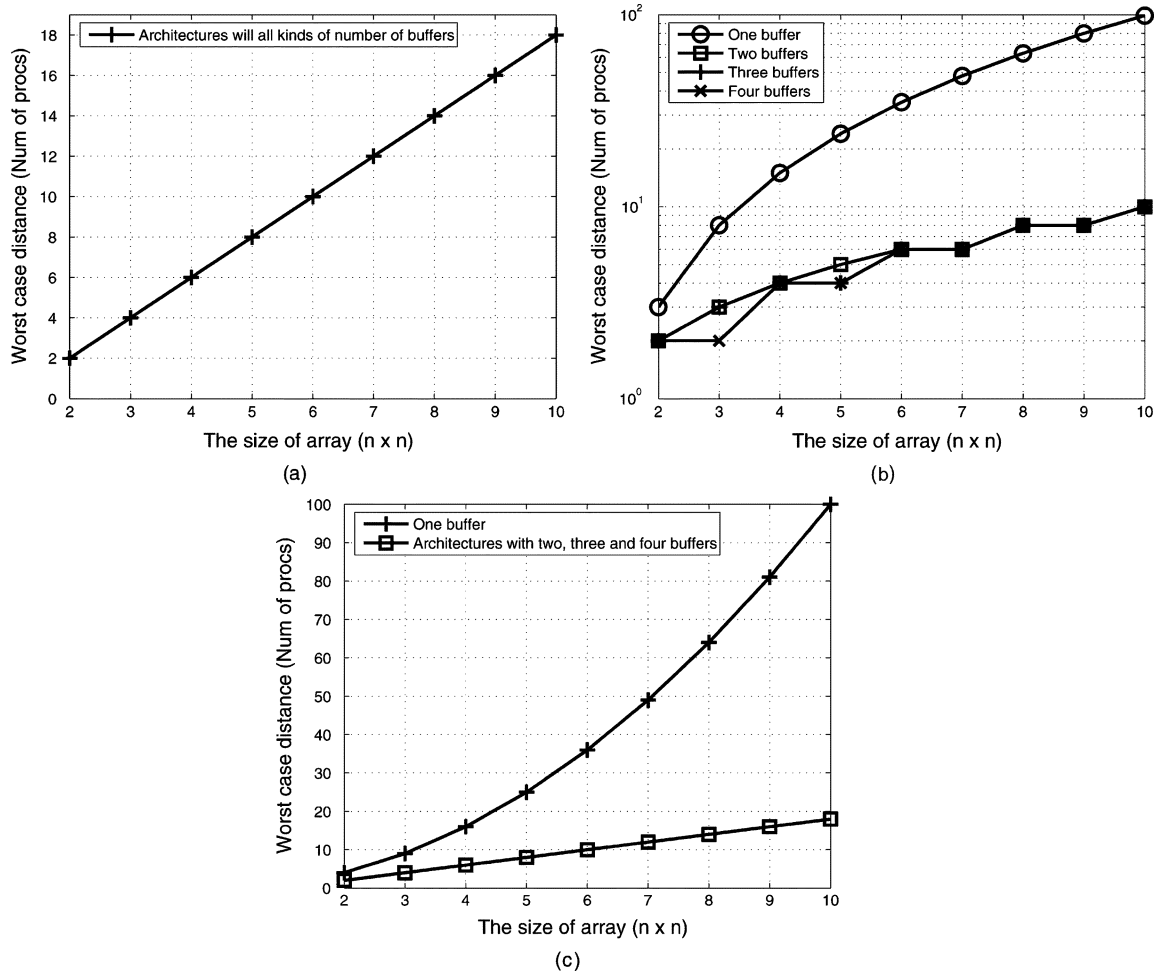 Architectures will all kinds of number of buffers
Worst case distance (Num of procs)
18
16
14
12
10
8
6
4
2
0
2 3 4 5 6 7 8 9 10
The size of array (n x n)
(a)
One buffer
Two buffers
Three buffers
Four buffers
Worst case distance (Num of procs)
10^2
10^1
10^0
2 3 4 5 6 7 8 9 10
The size of array (n x n)
(b)
One buffer
Architectures with two, three and four buffers
Worst case distance (Num of procs)
100
90
80
70
60
50
40
30
20
10
0
2 3 4 5 6 7 8 9 10
The size of array (n x n)
(c)